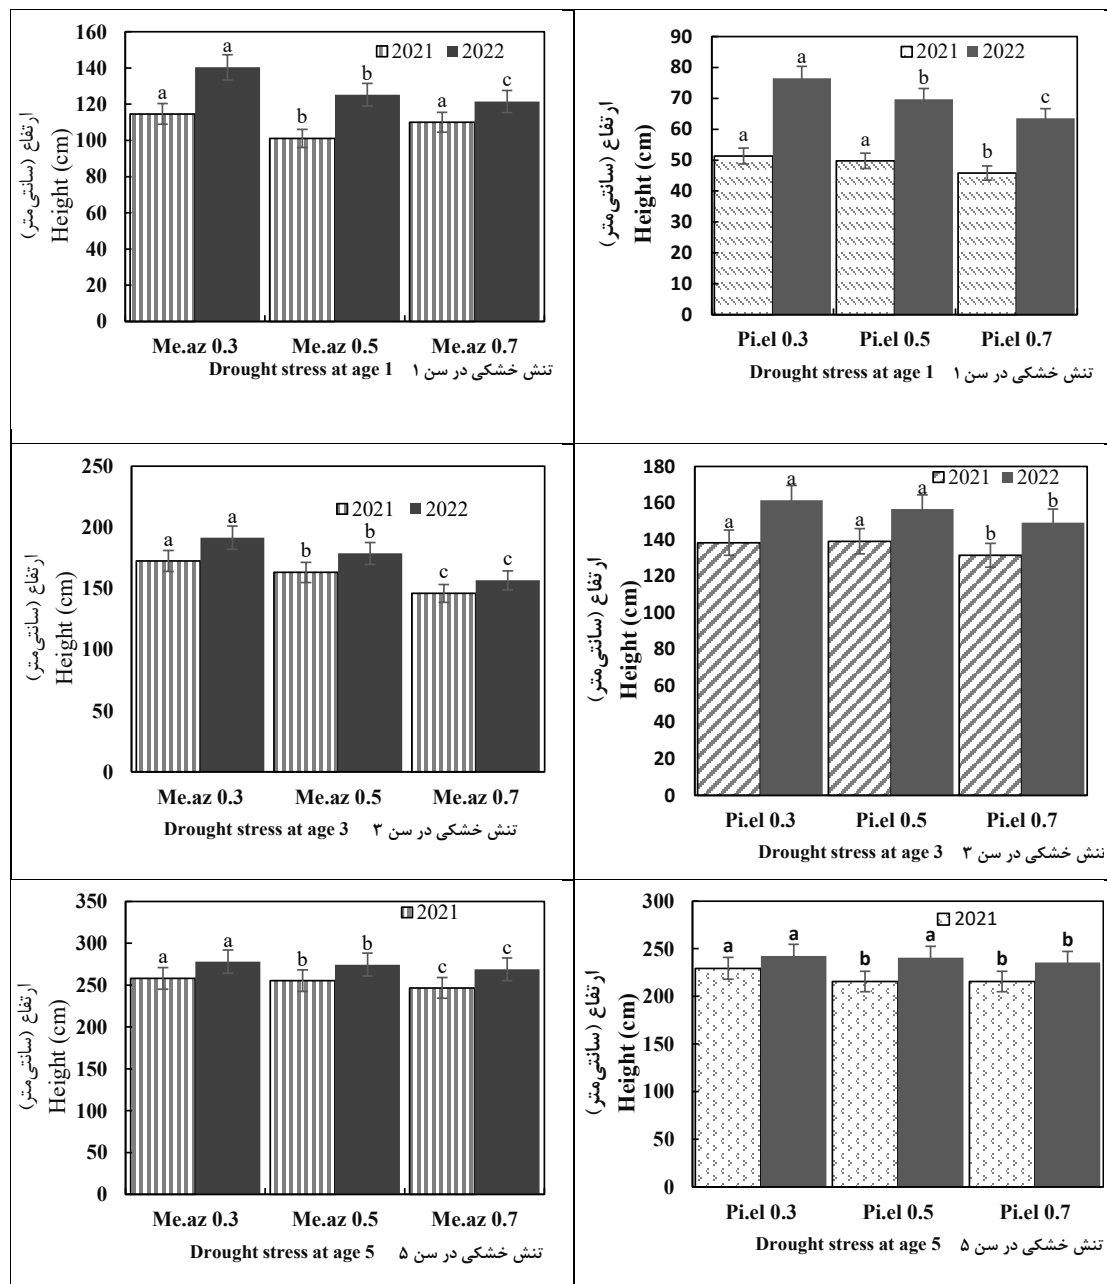 160
140
120
100
80
60
40
20
0
ارتفاع (سانتی‌متر)
Height (cm)
2021 2022
a a b b a c
Me.az 0.3 Me.az 0.5 Me.az 0.7
Drought stress at age 1 تنش خشکی در سن ۱
90
80
70
60
50
40
30
20
10
0
ارتفاع (سانتی‌متر)
Height (cm)
2021 2022
a a a b b c
Pi.el 0.3 Pi.el 0.5 Pi.el 0.7
Drought stress at age 1 تنش خشکی در سن ۱
250
200
150
100
50
0
ارتفاع (سانتی‌متر)
Height (cm)
2021 2022
a a b b c c
Me.az 0.3 Me.az 0.5 Me.az 0.7
Drought stress at age 3 تنش خشکی در سن ۳
180
160
140
120
100
80
60
40
20
0
ارتفاع (سانتی‌متر)
Height (cm)
2021 2022
a a a a b b
Pi.el 0.3 Pi.el 0.5 Pi.el 0.7
Drought stress at age 3 تنش خشکی در سن ۳
350
300
250
200
150
100
50
0
ارتفاع (سانتی‌متر)
Height (cm)
2021
a a b b c c
Me.az 0.3 Me.az 0.5 Me.az 0.7
Drought stress at age 5 تنش خشکی در سن ۵
300
250
200
150
100
50
0
ارتفاع (سانتی‌متر)
Height (cm)
2021
a a b a b b
Pi.el 0.3 Pi.el 0.5 Pi.el 0.7
Drought stress at age 5 تنش خشکی در سن ۵